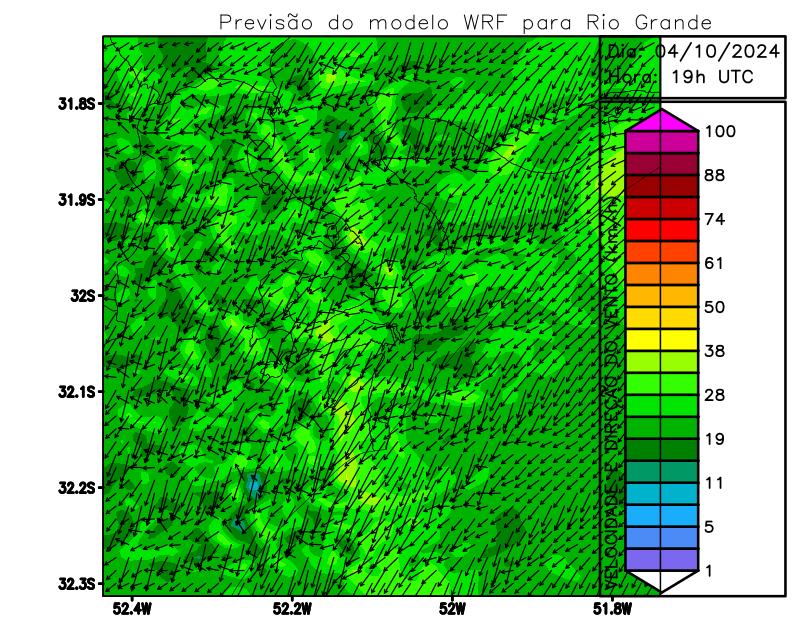 Previsão do modelo WRF para Rio Grande
Dia: 04/10/2024
Hora: 19h UTC
31.8S
31.9S
32S
32.1S
32.2S
32.3S
52.4W
52.2W
52W
51.8W
VELOCIDADE E DIREÇÃO DO VENTO (km/h)
100
88
74
61
50
38
28
19
11
5
1